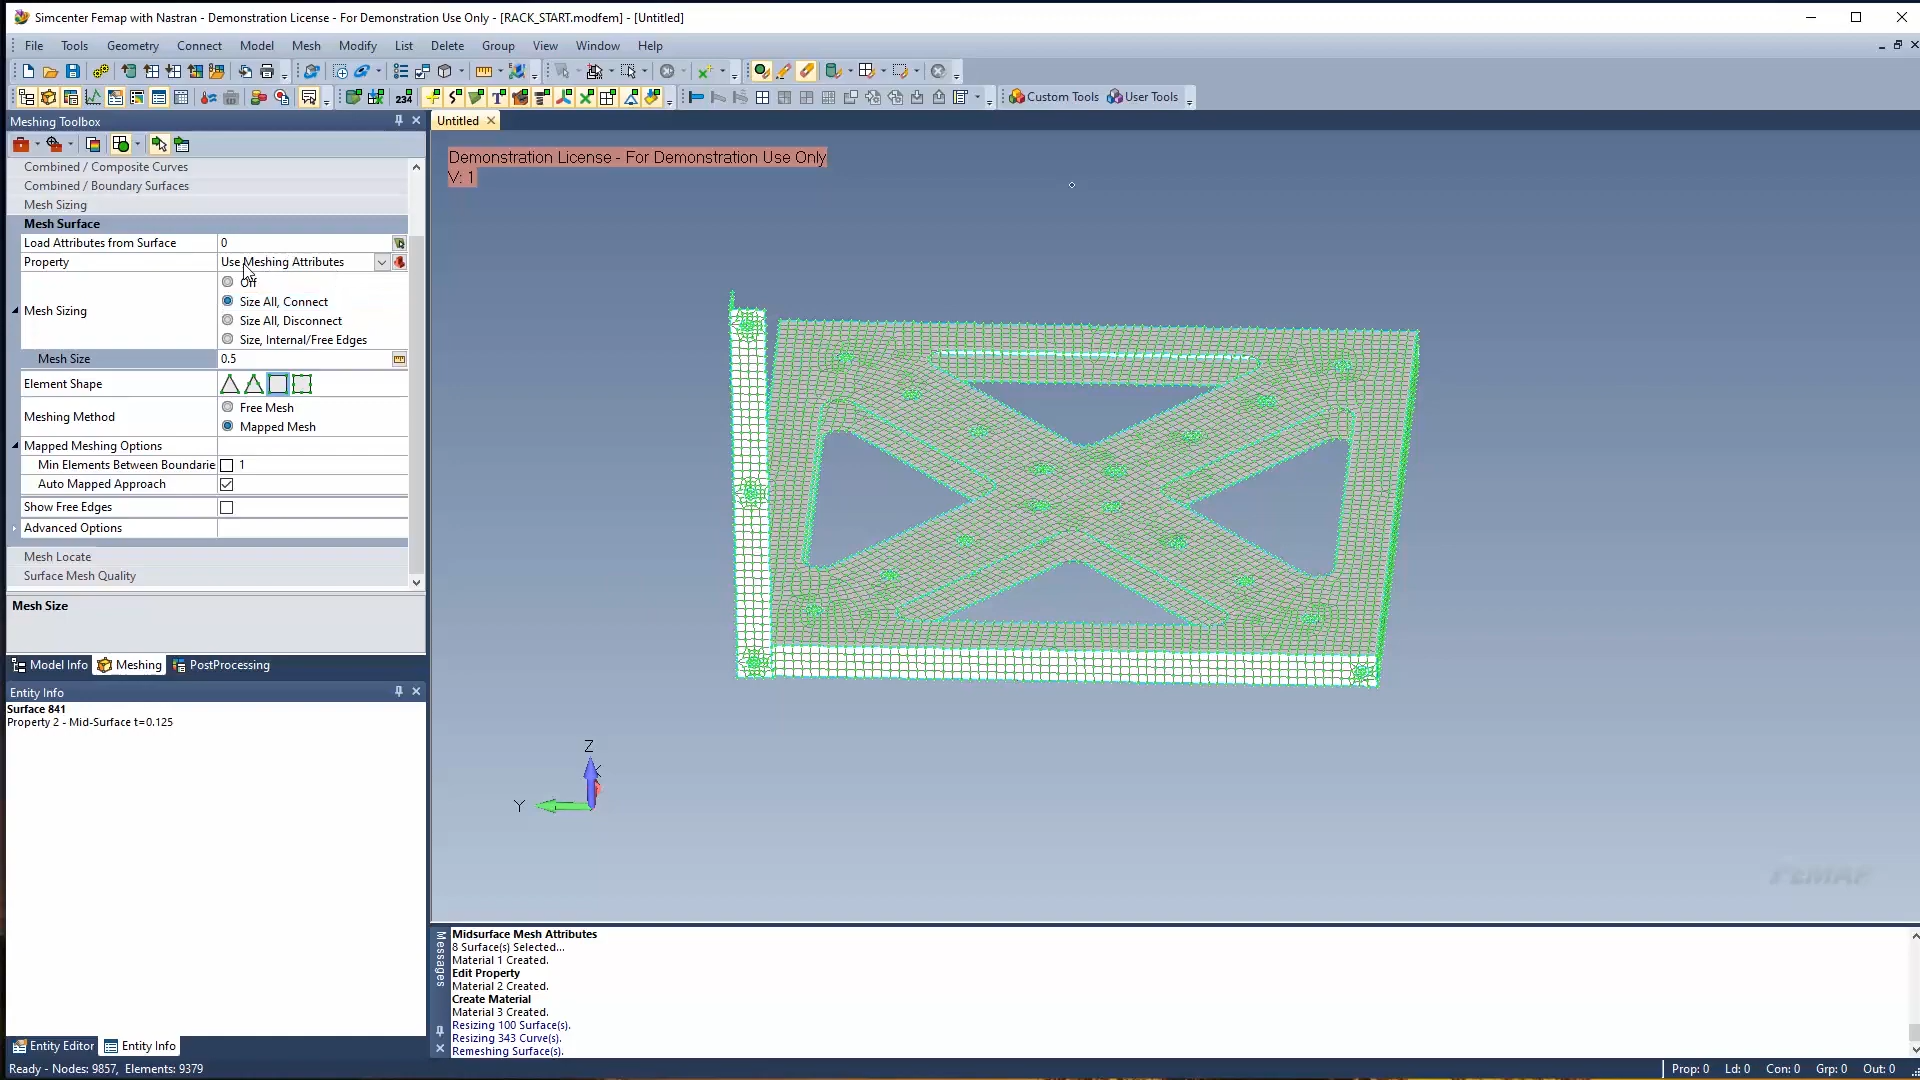 Simcenter Femap with Nastran - Demonstration License - For Demonstration Use Only - [RACK_START.modfem] - [Untitled]
File Tools Geometry Connect Model Mesh Modify List Delete Group View Window Help
234 Custom Tools User Tools
Meshing Toolbox
Combined / Composite Curves
Combined / Boundary Surfaces
Mesh Sizing
Mesh Surface
Load Attributes from Surface 0
Property Use Meshing Attributes
Off
Mesh Sizing
Size All, Connect
Size All, Disconnect
Size, Internal/Free Edges
Mesh Size 0.5
Element Shape
Meshing Method
Free Mesh
Mapped Mesh
Mapped Meshing Options
Min Elements Between Boundarie 1
Auto Mapped Approach
Show Free Edges
Advanced Options
Mesh Locate
Surface Mesh Quality
Mesh Size
Model Info Meshing PostProcessing
Entity Info
Surface 841
Property 2 - Mid-Surface t=0.125
Entity Editor Entity Info
Untitled
Demonstration License - For Demonstration Use Only
V: 1
Z
Y
FEMAP
Messages
Midsurface Mesh Attributes
8 Surface(s) Selected...
Material 1 Created.
Edit Property
Material 2 Created.
Create Material
Material 3 Created.
Resizing 100 Surface(s).
Resizing 343 Curve(s).
Remeshing Surface(s).
Ready - Nodes: 9857, Elements: 9379
Prop: 0 Ld: 0 Con: 0 Grp: 0 Out: 0